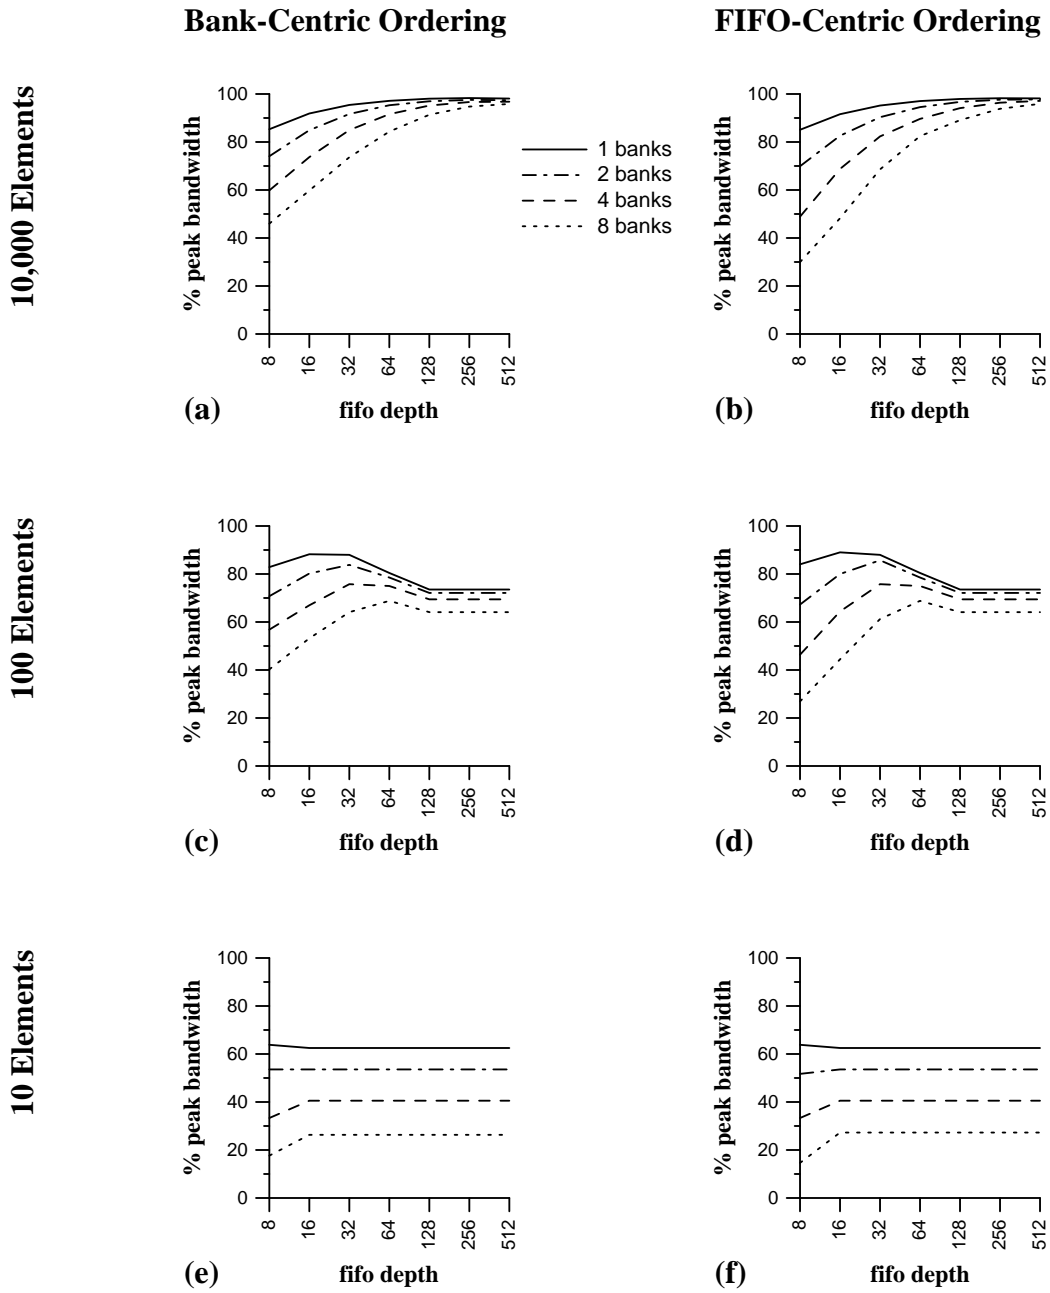 Bank-Centric Ordering
FIFO-Centric Ordering
10,000 Elements
% peak bandwidth
100
80
60
40
20
0
8
16
32
64
128
256
512
(a)
fifo depth
1 banks
2 banks
4 banks
8 banks
% peak bandwidth
100
80
60
40
20
0
8
16
32
64
128
256
512
(b)
fifo depth
100 Elements
% peak bandwidth
100
80
60
40
20
0
8
16
32
64
128
256
512
(c)
fifo depth
% peak bandwidth
100
80
60
40
20
0
8
16
32
64
128
256
512
(d)
fifo depth
10 Elements
% peak bandwidth
100
80
60
40
20
0
8
16
32
64
128
256
512
(e)
fifo depth
% peak bandwidth
100
80
60
40
20
0
8
16
32
64
128
256
512
(f)
fifo depth